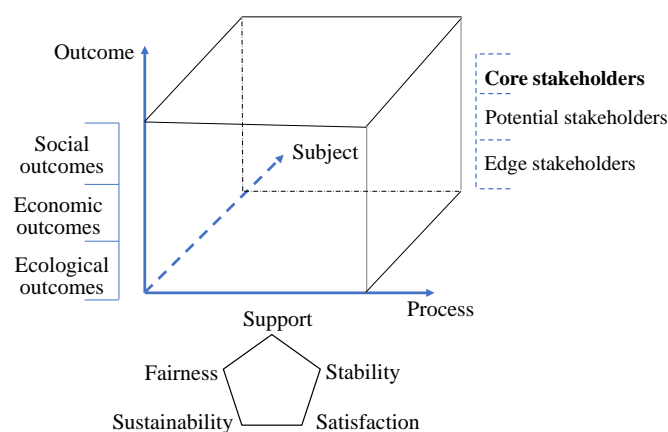 Outcome
Core stakeholders
Potential stakeholders
Edge stakeholders
Social
outcomes
Subject
Economic
outcomes
Ecological
outcomes
Process
Support
Fairness
Stability
Sustainability
Satisfaction